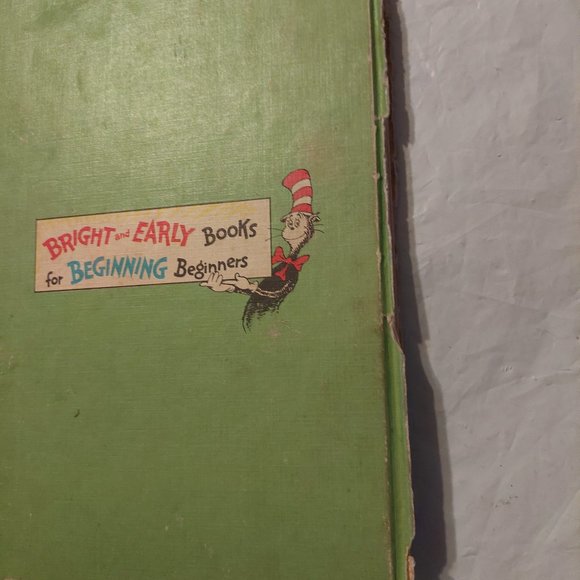 BRIGHT and EARLY BOOKS
for BEGINNING Beginners